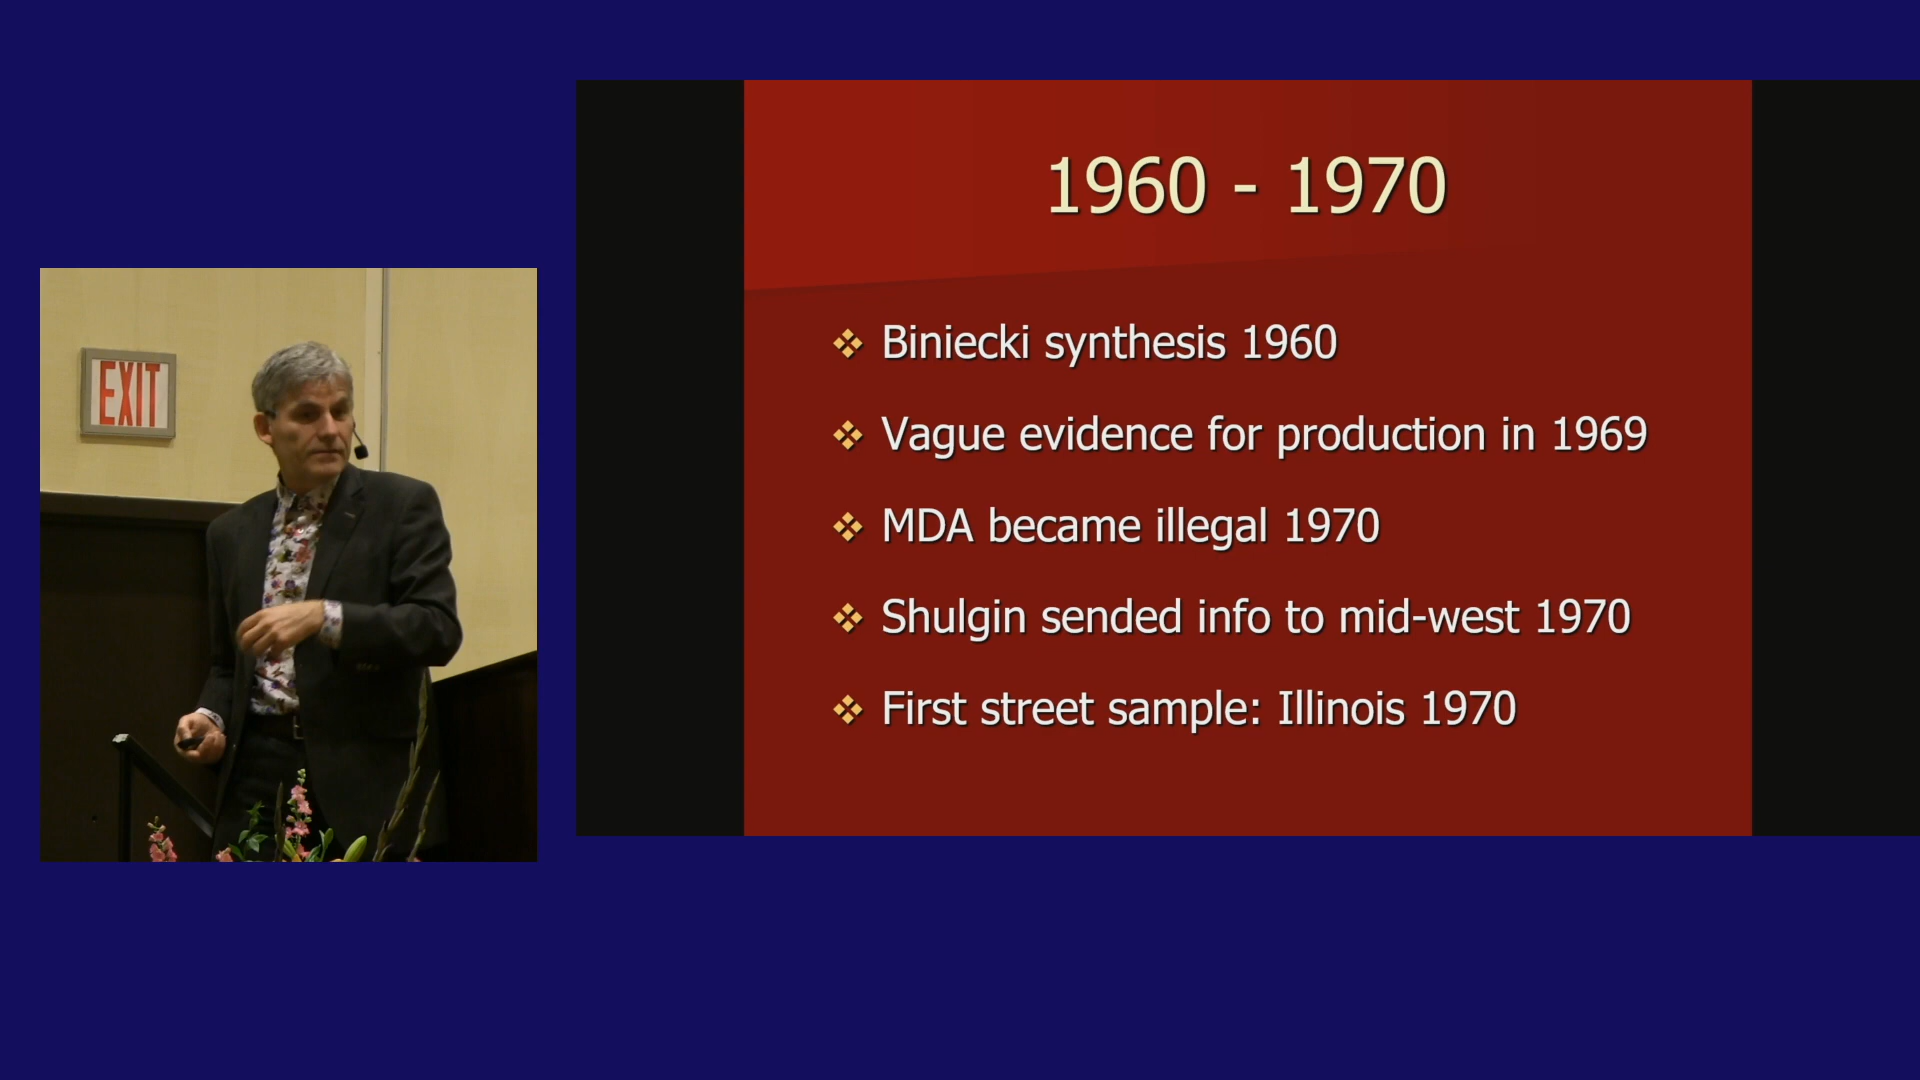 EXIT
1960 - 1970
Biniecki synthesis 1960
Vague evidence for production in 1969
MDA became illegal 1970
Shulgin sended info to mid-west 1970
First street sample: Illinois 1970